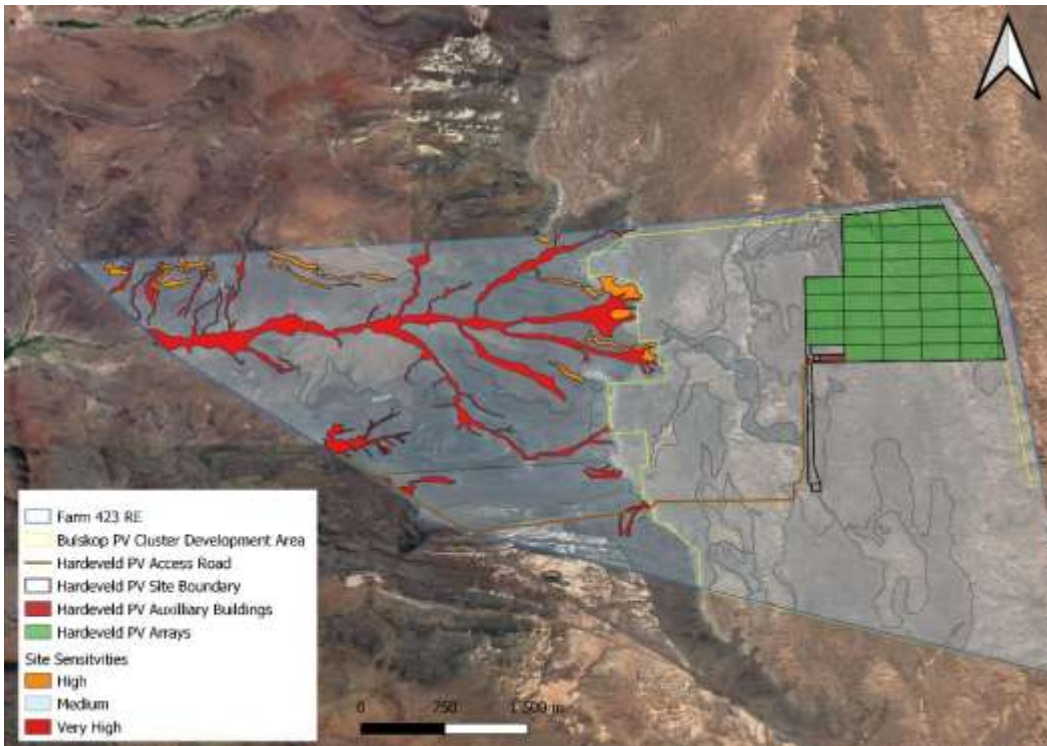 Farm 423 RE
Bulskop PV Cluster Development Area
Hardeveld PV Access Road
Hardeveld PV Site Boundary
Hardeveld PV Auxilliary Buildings
Hardeveld PV Arrays
Site Sensitvities
High
Medium
Very High
0 750 1 500 m